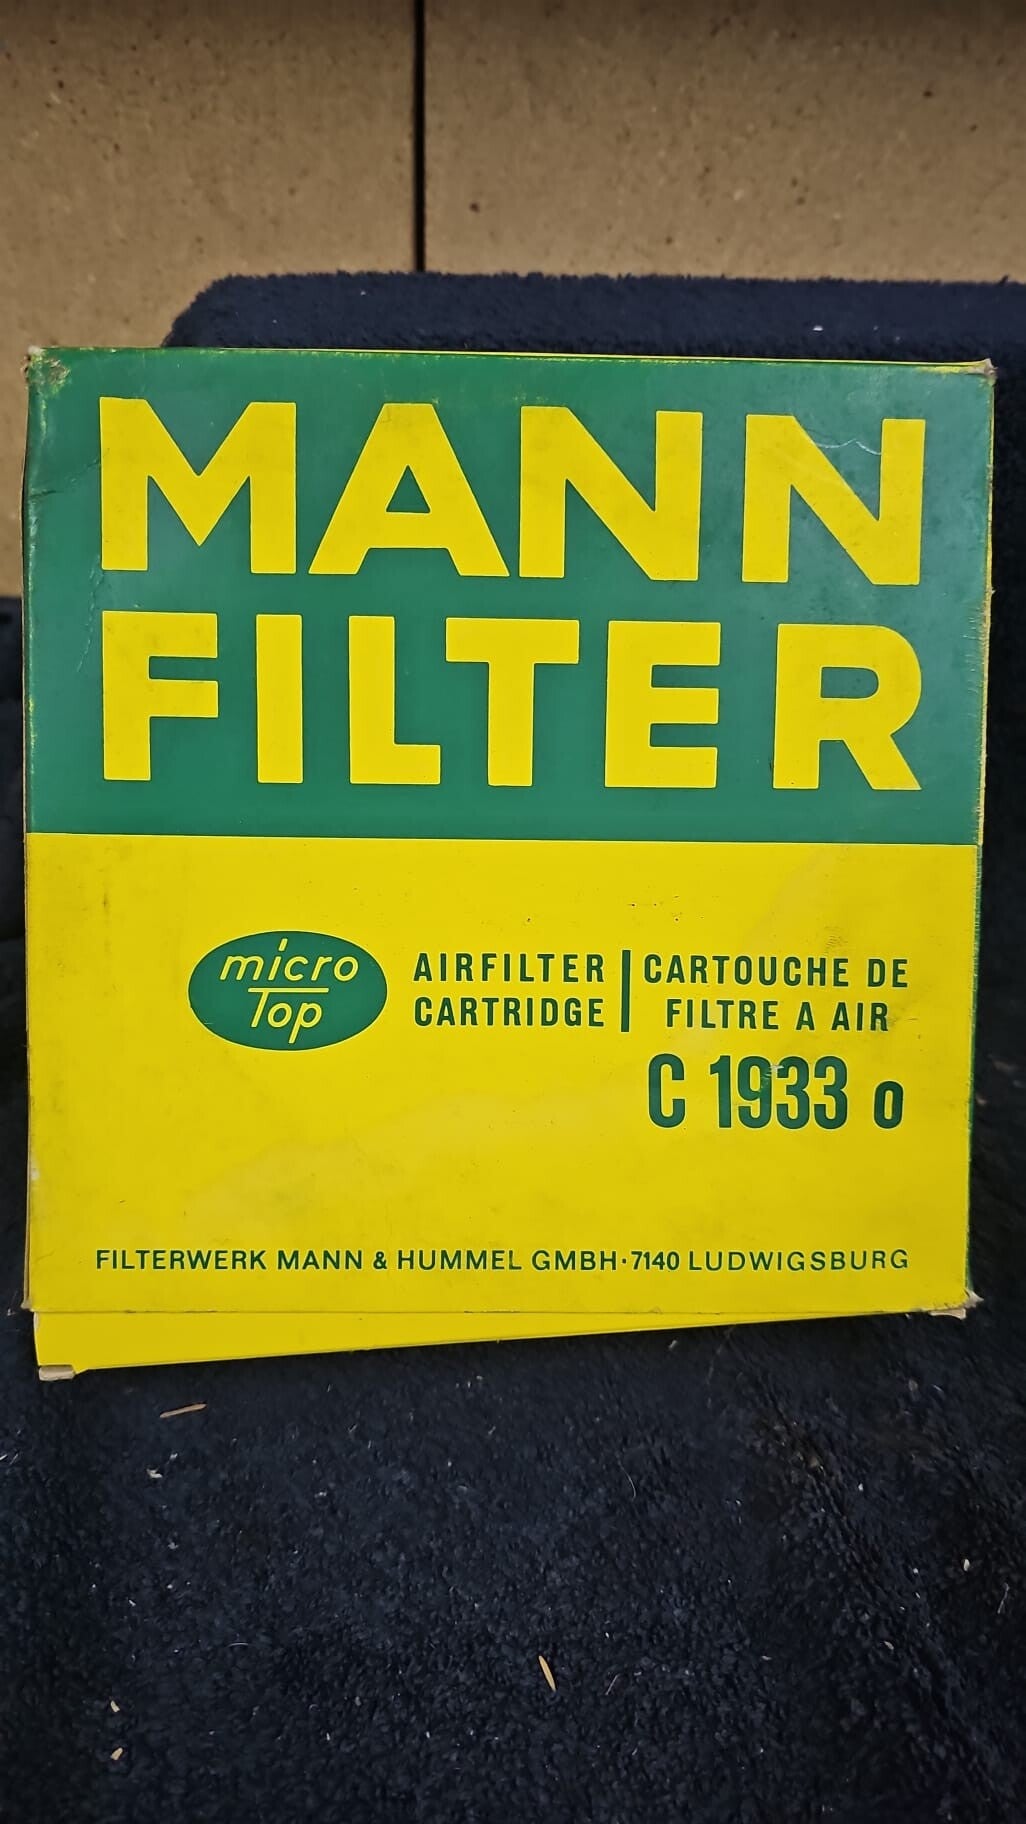 MANN
FILTER
micro
Top
AIRFILTER
CARTRIDGE
CARTOUCHE DE
FILTRE A AIR
C 1933 o
FILTERWERK MANN & HUMMEL GMBH · 7140 LUDWIGSBURG